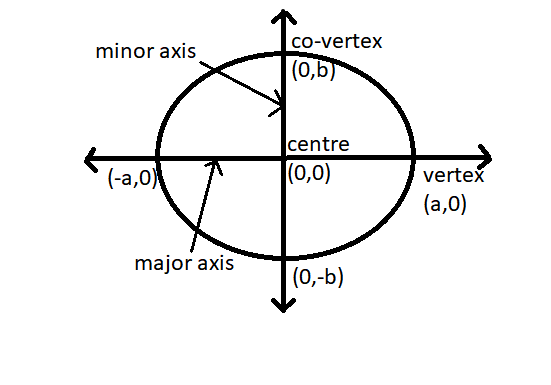 co-vertex
minor axis
(0,b)
centre
(0,0)
(-a,0)
vertex
(a,0)
major axis
(0,-b)